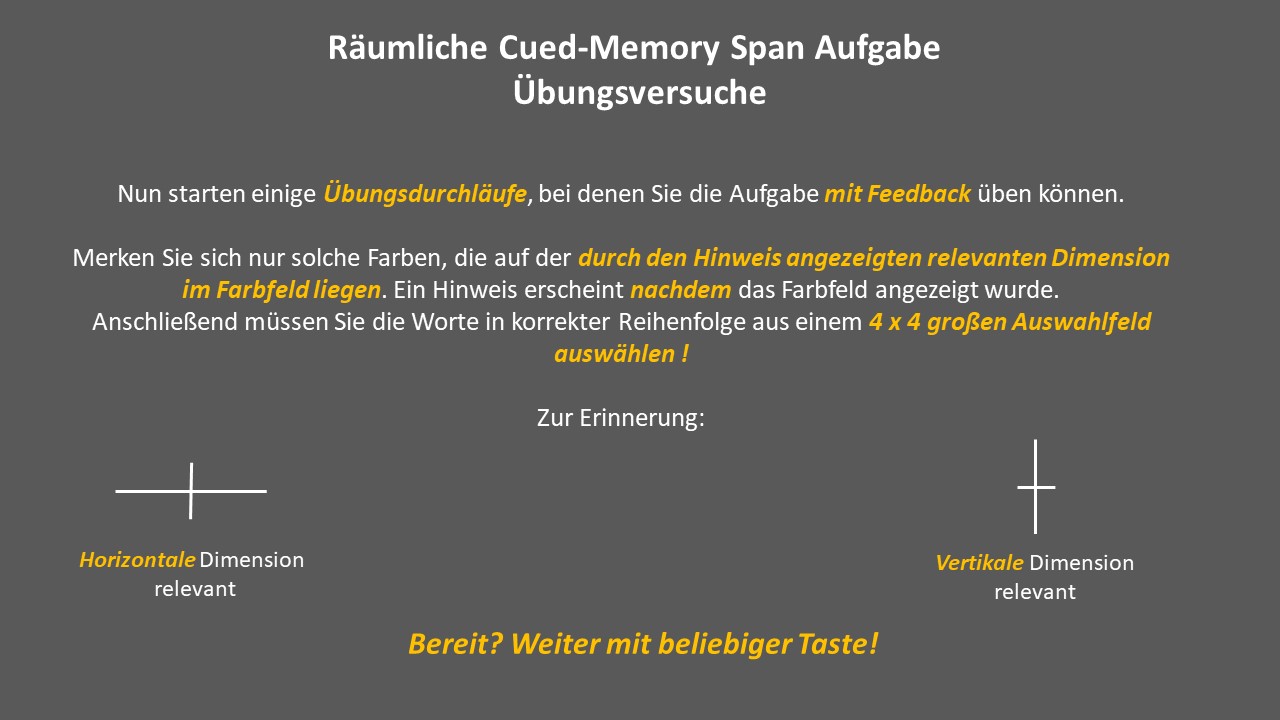 Räumliche Cued-Memory Span Aufgabe
Übungsversuche
Nun starten einige Übungsdurchläufe, bei denen Sie die Aufgabe mit Feedback üben können.
Merken Sie sich nur solche Farben, die auf der durch den Hinweis angezeigten relevanten Dimension
im Farbfeld liegen. Ein Hinweis erscheint nachdem das Farbfeld angezeigt wurde.
Anschließend müssen Sie die Worte in korrekter Reihenfolge aus einem 4 x 4 großen Auswahlfeld
auswählen !
Zur Erinnerung:
Horizontale Dimension
relevant
Vertikale Dimension
relevant
Bereit? Weiter mit beliebiger Taste!